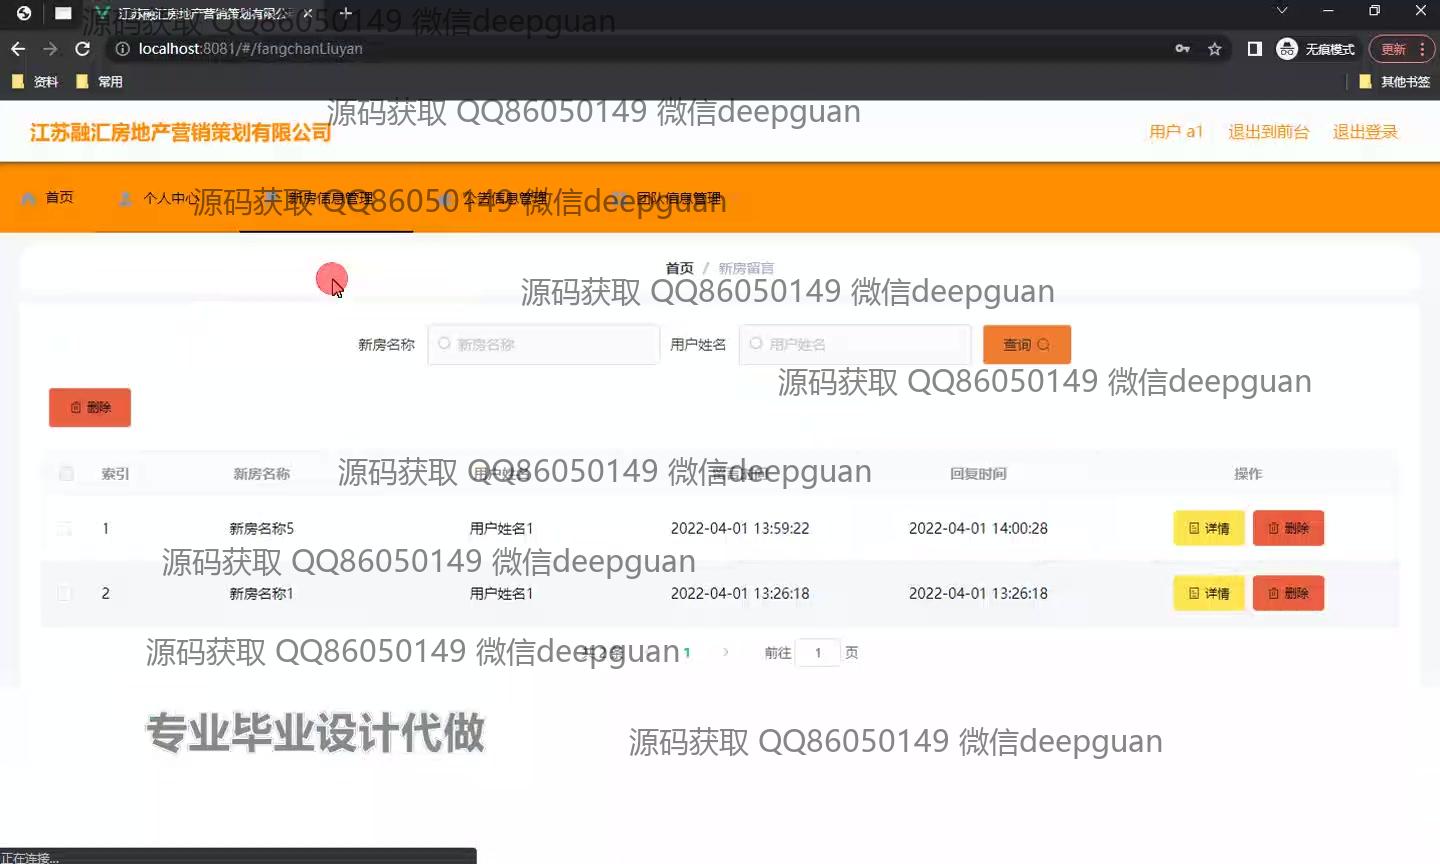 江苏融汇房地产营销策划有限公
源码获取 QQ86050149 微信deepguan
localhost:8081/#/fangchanLiuyan
无痕模式
更新
资料
常用
其他书签
源码获取 QQ86050149 微信deepguan
江苏融汇房地产营销策划有限公司
用户 a1
退出到前台
退出登录
首页
个人中心
新房信息管理
公告信息管理
团队信息管理
源码获取 QQ86050149 微信deepguan
首页 / 新房留言
源码获取 QQ86050149 微信deepguan
新房名称 新房名称 用户姓名 用户姓名 查询
源码获取 QQ86050149 微信deepguan
删除
索引 新房名称 用户姓名 留言时间 回复时间 操作
源码获取 QQ86050149 微信deepguan
1 新房名称5 用户姓名1 2022-04-01 13:59:22 2022-04-01 14:00:28 详情 删除
源码获取 QQ86050149 微信deepguan
2 新房名称1 用户姓名1 2022-04-01 13:26:18 2022-04-01 13:26:18 详情 删除
共 2 条 1 > 前往 1 页
源码获取 QQ86050149 微信deepguan
专业毕业设计代做
源码获取 QQ86050149 微信deepguan
正在连接...